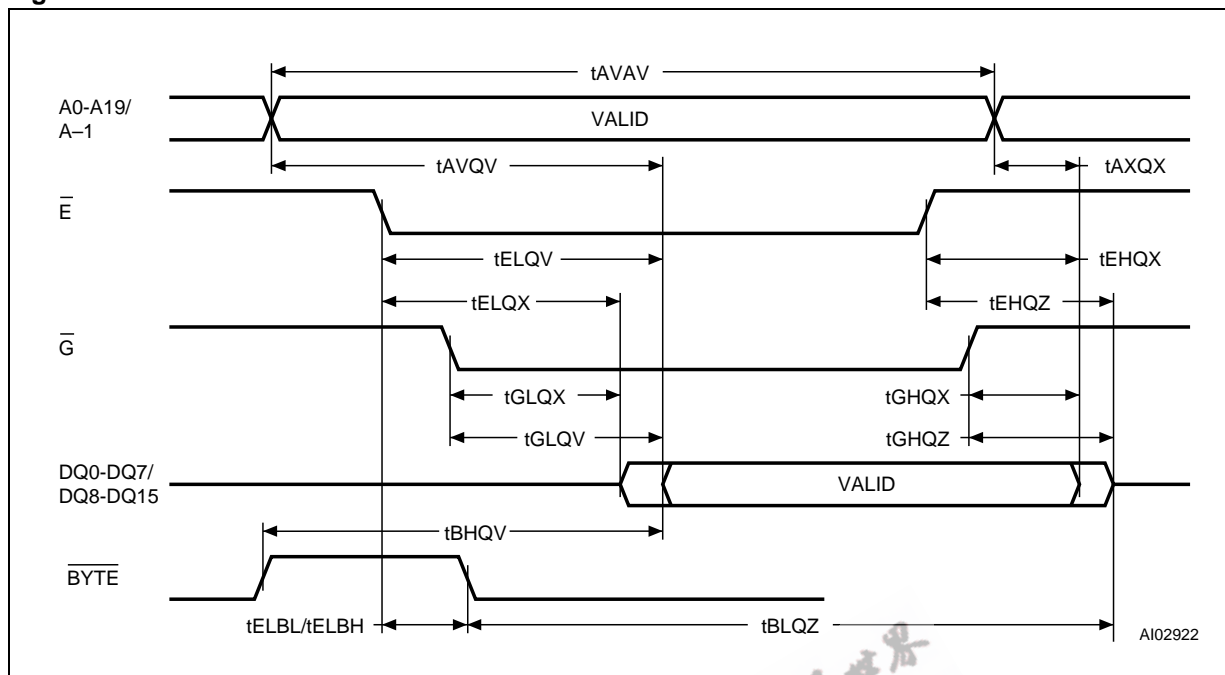 tAVAV
A0-A19/
A–1
VALID
tAVQV
tAXQX
E
tELQV
tEHQX
tELQX
tEHQZ
G
tGLQX
tGHQX
tGLQV
tGHQZ
DQ0-DQ7/
DQ8-DQ15
VALID
tBHQV
BYTE
tELBL/tELBH
tBLQZ
AI02922